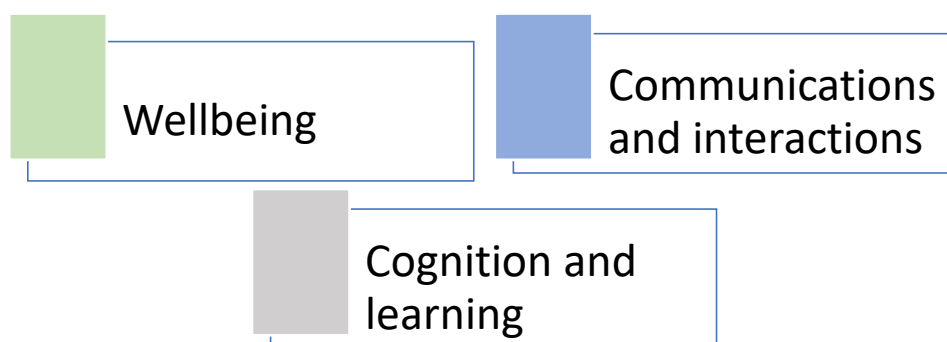 Wellbeing
Communications
and interactions
Cognition and
learning